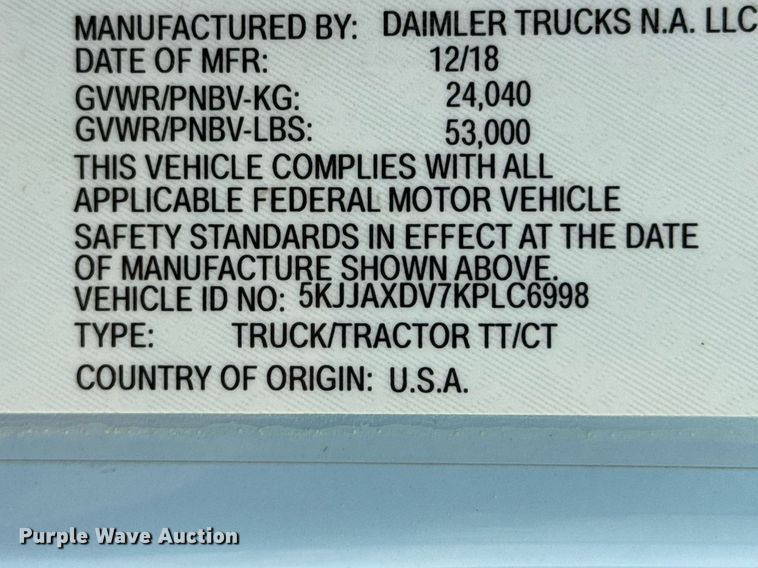 MANUFACTURED BY: DAIMLER TRUCKS N.A. LLC
DATE OF MFR: 12/18
GVWR/PNBV-KG: 24,040
GVWR/PNBV-LBS: 53,000
THIS VEHICLE COMPLIES WITH ALL
APPLICABLE FEDERAL MOTOR VEHICLE
SAFETY STANDARDS IN EFFECT AT THE DATE
OF MANUFACTURE SHOWN ABOVE.
VEHICLE ID NO: 5KJJAXDV7KPLC6998
TYPE: TRUCK/TRACTOR TT/CT
COUNTRY OF ORIGIN: U.S.A.
Purple Wave Auction